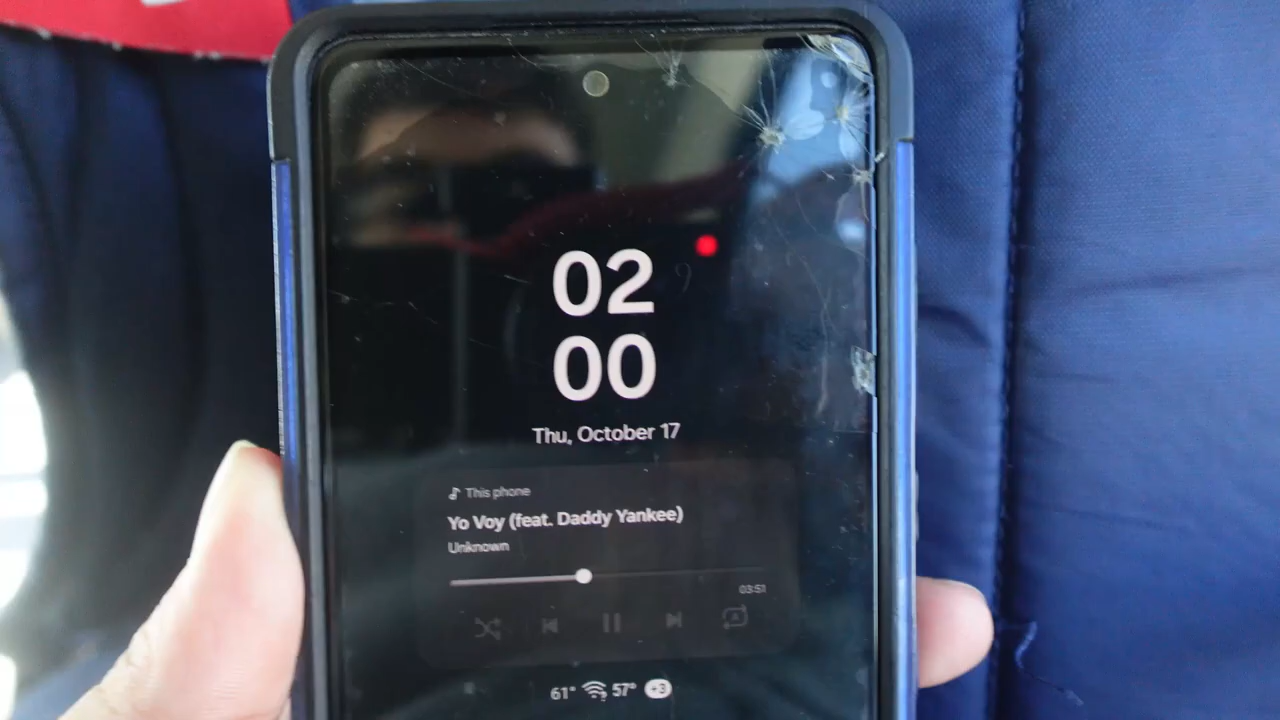 02
00
Thu, October 17
This phone
Yo Voy (feat. Daddy Yankee)
Unknown
03:51
61° 57° +3